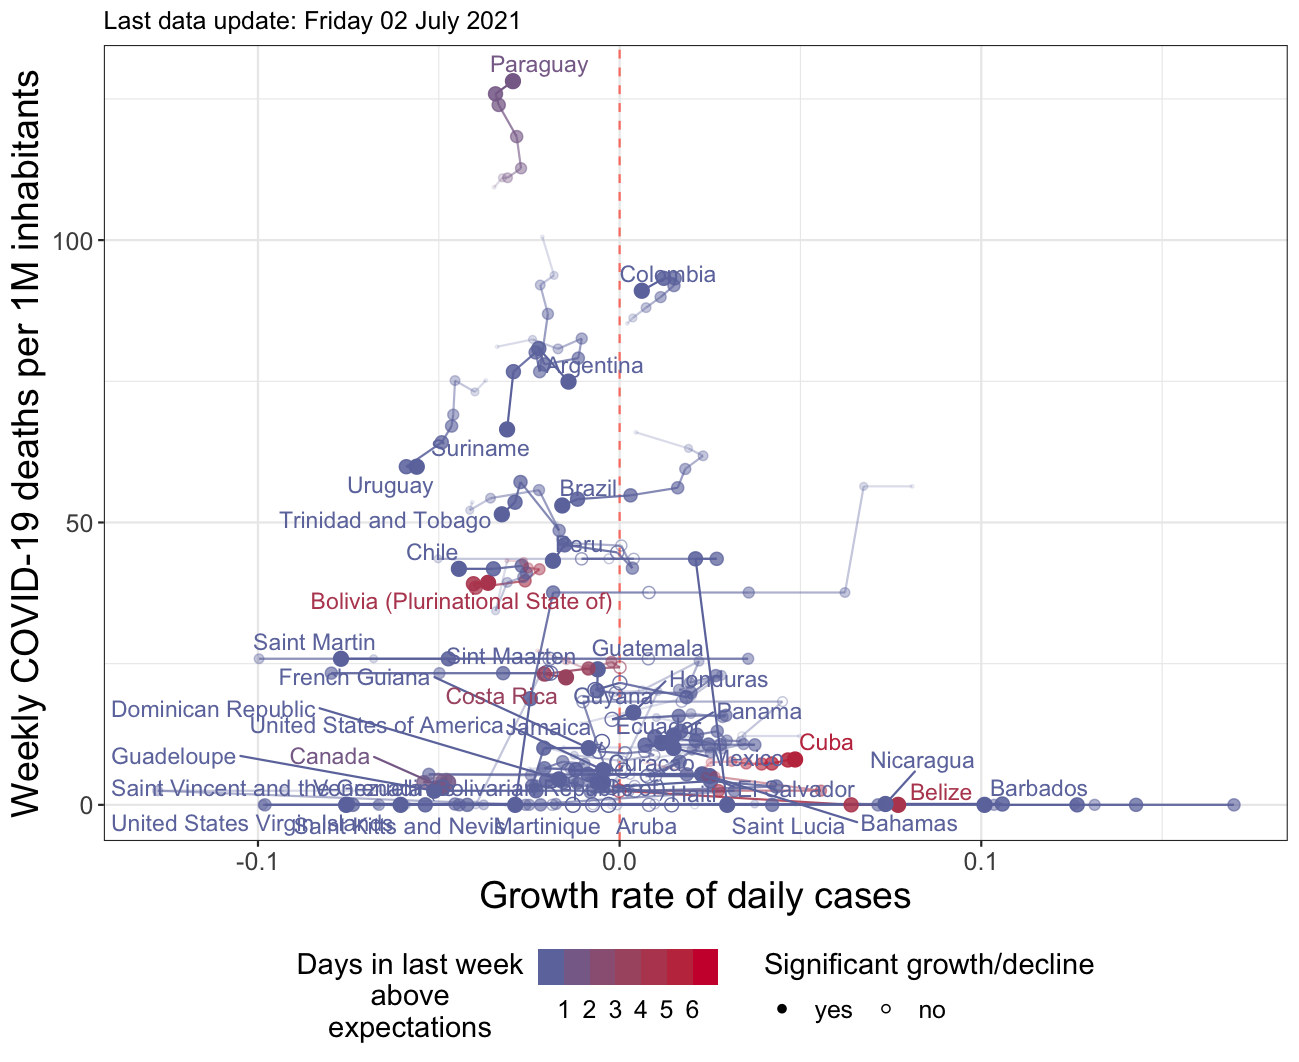 Last data update: Friday 02 July 2021
Weekly COVID-19 deaths per 1M inhabitants
Paraguay
100
Colombia
Argentina
Suriname
Uruguay
Brazil
50
Trinidad and Tobago
Peru
Chile
Bolivia (Plurinational State of)
Saint Martin
Sint Maarten
Guatemala
French Guiana
Honduras
Costa Rica
Guyana
Dominican Republic
Panama
United States of America
Jamaica
Ecuador
Cuba
Guadeloupe
Canada
Mexico
Nicaragua
Curacao
Saint Vincent and the Grenadines
Venezuela (Bolivarian Republic of)
Haiti
El Salvador
Belize
Barbados
0
United States Virgin Islands
Saint Kitts and Nevis
Martinique
Aruba
Saint Lucia
Bahamas
-0.1
0.0
0.1
Growth rate of daily cases
Days in last week
above
expectations
1 2 3 4 5 6
Significant growth/decline
yes
no